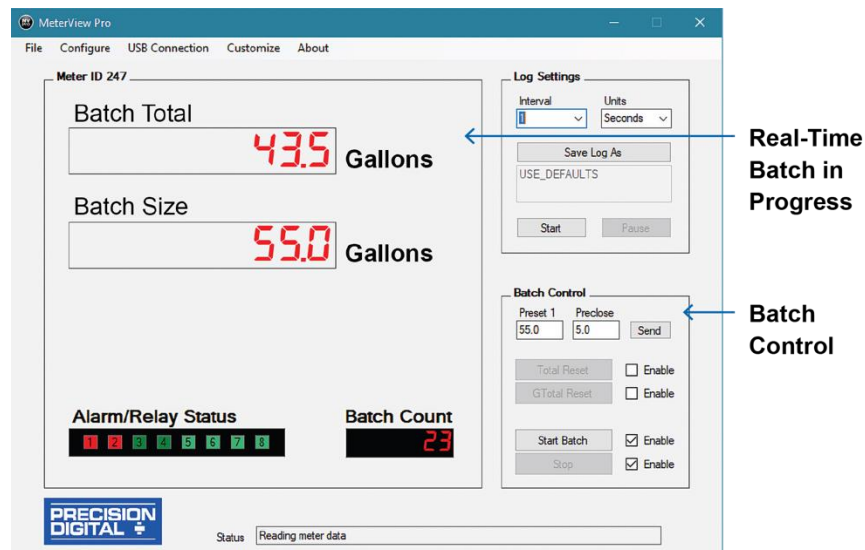 MeterView Pro
File Configure USB Connection Customize About
Meter ID 247
Batch Total
43.5 Gallons
Batch Size
55.0 Gallons
Alarm/Relay Status
1 2 3 4 5 6 7 8
Batch Count
23
Log Settings
Interval Units
1 Seconds
Save Log As
USE_DEFAULTS
Start Pause
Batch Control
Preset 1 Preclose
55.0 5.0 Send
Total Reset Enable
GTotal Reset Enable
Start Batch Enable
Stop Enable
PRECISION
DIGITAL
Status Reading meter data
Real-Time
Batch in
Progress
Batch
Control